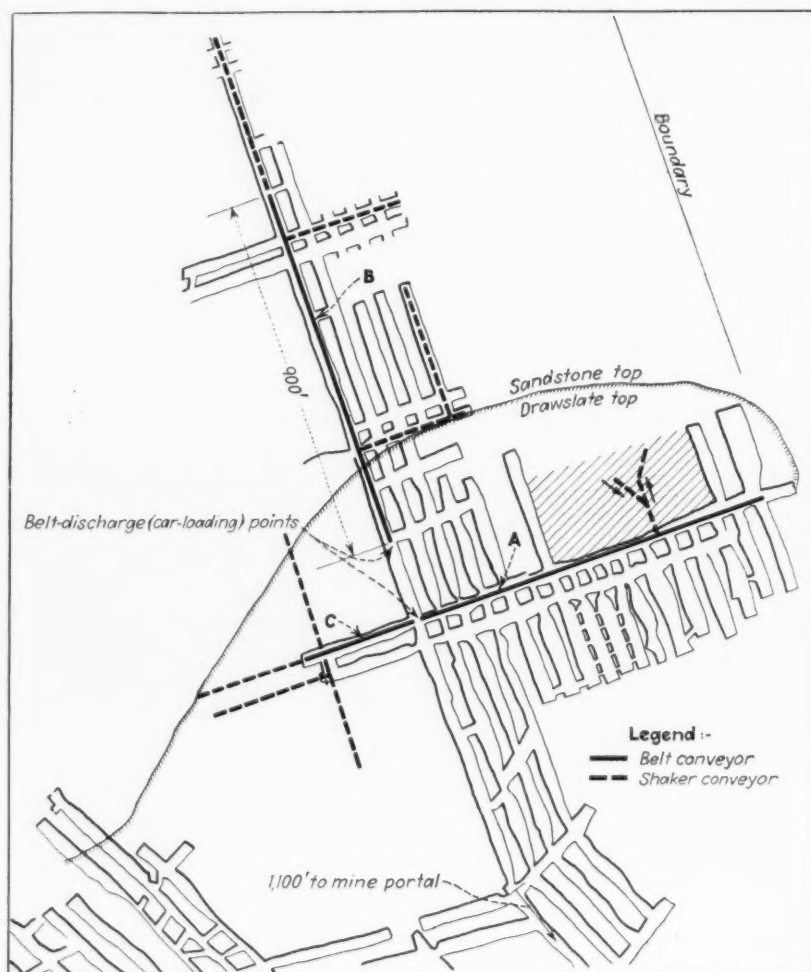 Boundary
B
900'
Sandstone top
Drawslate top
Belt-discharge (car-loading) points
A
C
Legend :-
Belt conveyor
Shaker conveyor
1,100' to mine portal